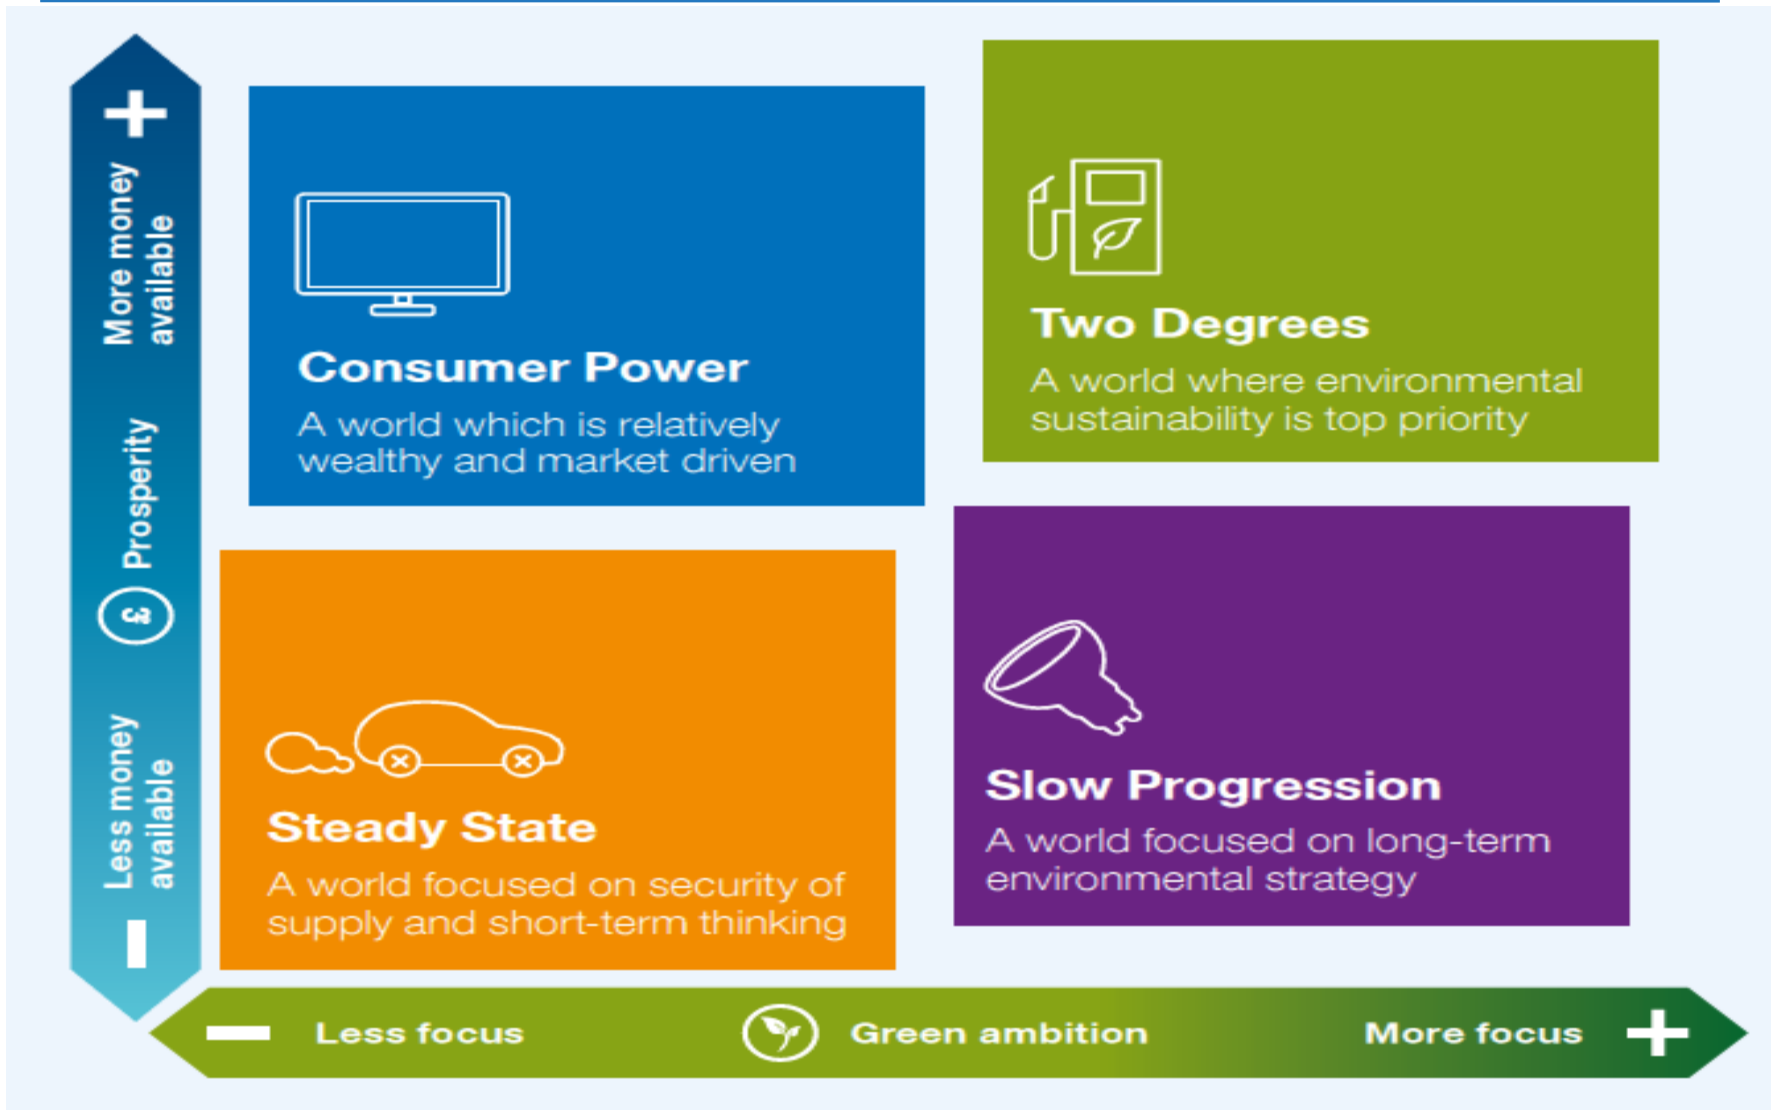 More money
available
Prosperity
£
Less money
available
Consumer Power
A world which is relatively
wealthy and market driven
Two Degrees
A world where environmental
sustainability is top priority
Steady State
A world focused on security of
supply and short-term thinking
Slow Progression
A world focused on long-term
environmental strategy
Less focus
Green ambition
More focus